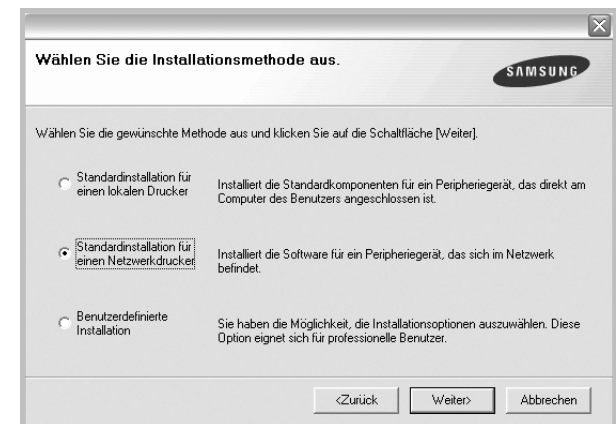 Wählen Sie die Installationsmethode aus.
SAMSUNG
Wählen Sie die gewünschte Methode aus und klicken Sie auf die Schaltfläche [Weiter].
Standardinstallation für
einen lokalen Drucker
Installiert die Standardkomponenten für ein Peripheriegerät, das direkt am
Computer des Benutzers angeschlossen ist.
Standardinstallation für
einen Netzwerkdrucker
Installiert die Software für ein Peripheriegerät, das sich im Netzwerk
befindet.
Benutzerdefinierte
Installation
Sie haben die Möglichkeit, die Installationsoptionen auszuwählen. Diese
Option eignet sich für professionelle Benutzer.
<Zurück
Weiter>
Abbrechen